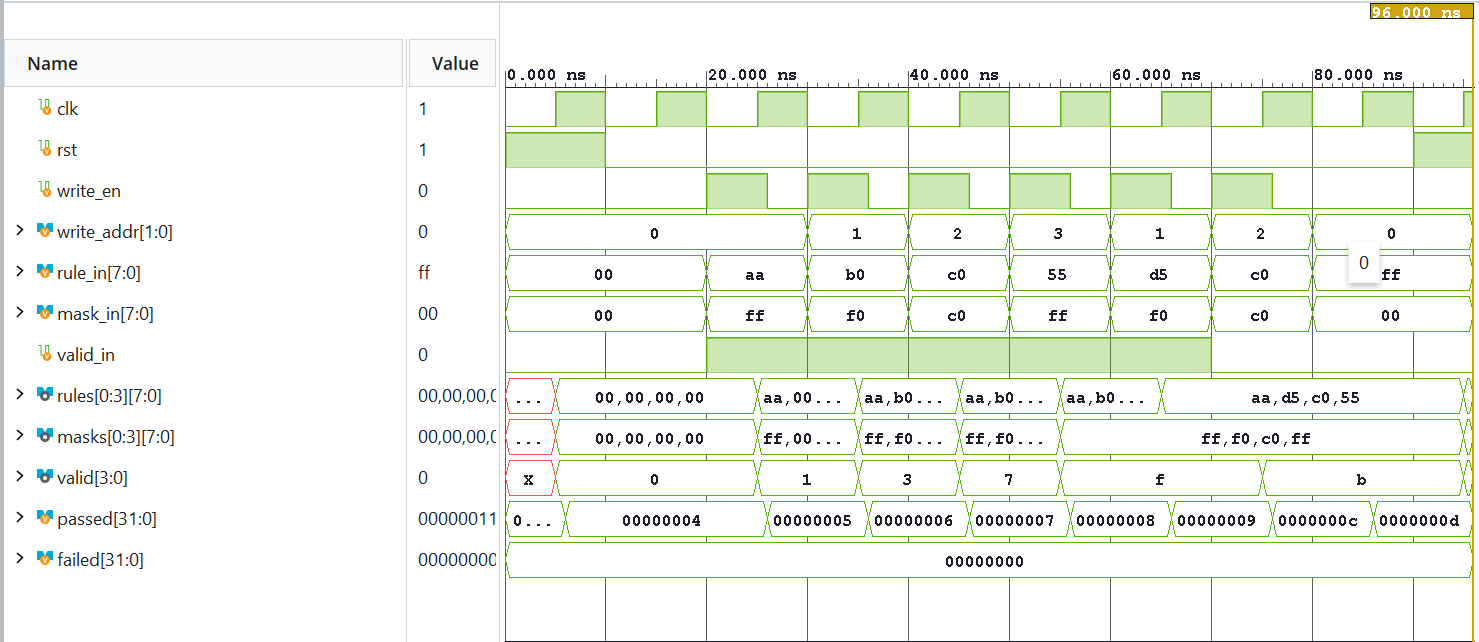 96.000 ns
Name Value 0.000 ns 20.000 ns 40.000 ns 60.000 ns 80.000 ns
clk 1
rst 1
write_en 0
write_addr[1:0] 0 0 1 2 3 1 2 0
rule_in[7:0] ff 00 aa b0 c0 55 d5 c0 0 ff
mask_in[7:0] 00 00 ff f0 c0 ff f0 c0 00
valid_in 0
rules[0:3][7:0] 00,00,00,0 ... 00,00,00,00 aa,00... aa,b0... aa,b0... aa,b0... aa,d5,c0,55
masks[0:3][7:0] 00,00,00,0 ... 00,00,00,00 ff,00... ff,f0... ff,f0... ff,f0,c0,ff
valid[3:0] 0 X 0 1 3 7 f b
passed[31:0] 00000011 0... 00000004 00000005 00000006 00000007 00000008 00000009 0000000c 0000000d
failed[31:0] 00000000 00000000